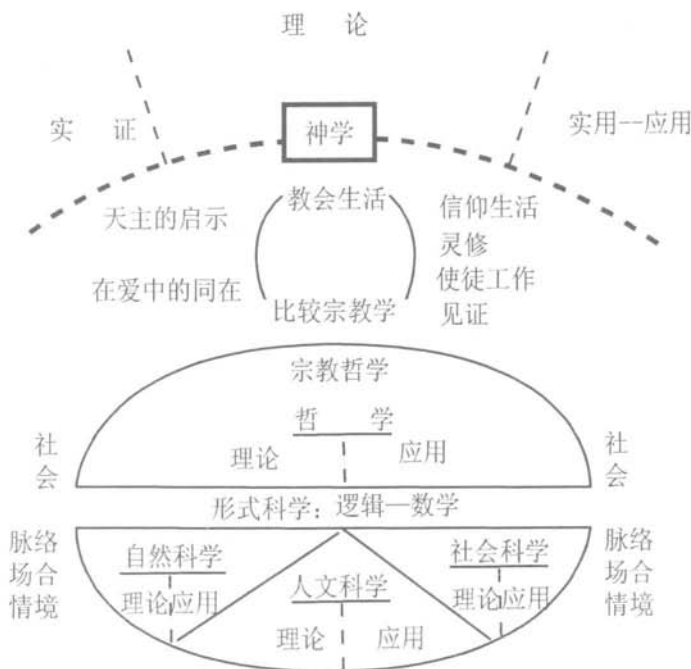 理 论
实 证
神学
实用--应用
天主的启示
教会生活
信仰生活
灵修
在爱中的同在
使徒工作
比较宗教学
见证
宗教哲学
哲 学
社会
理论
应用
社会
形式科学：逻辑—数学
脉络
场合
情境
自然科学
理论应用
人文科学
理论
应用
社会科学
理论应用
脉络
场合
情境